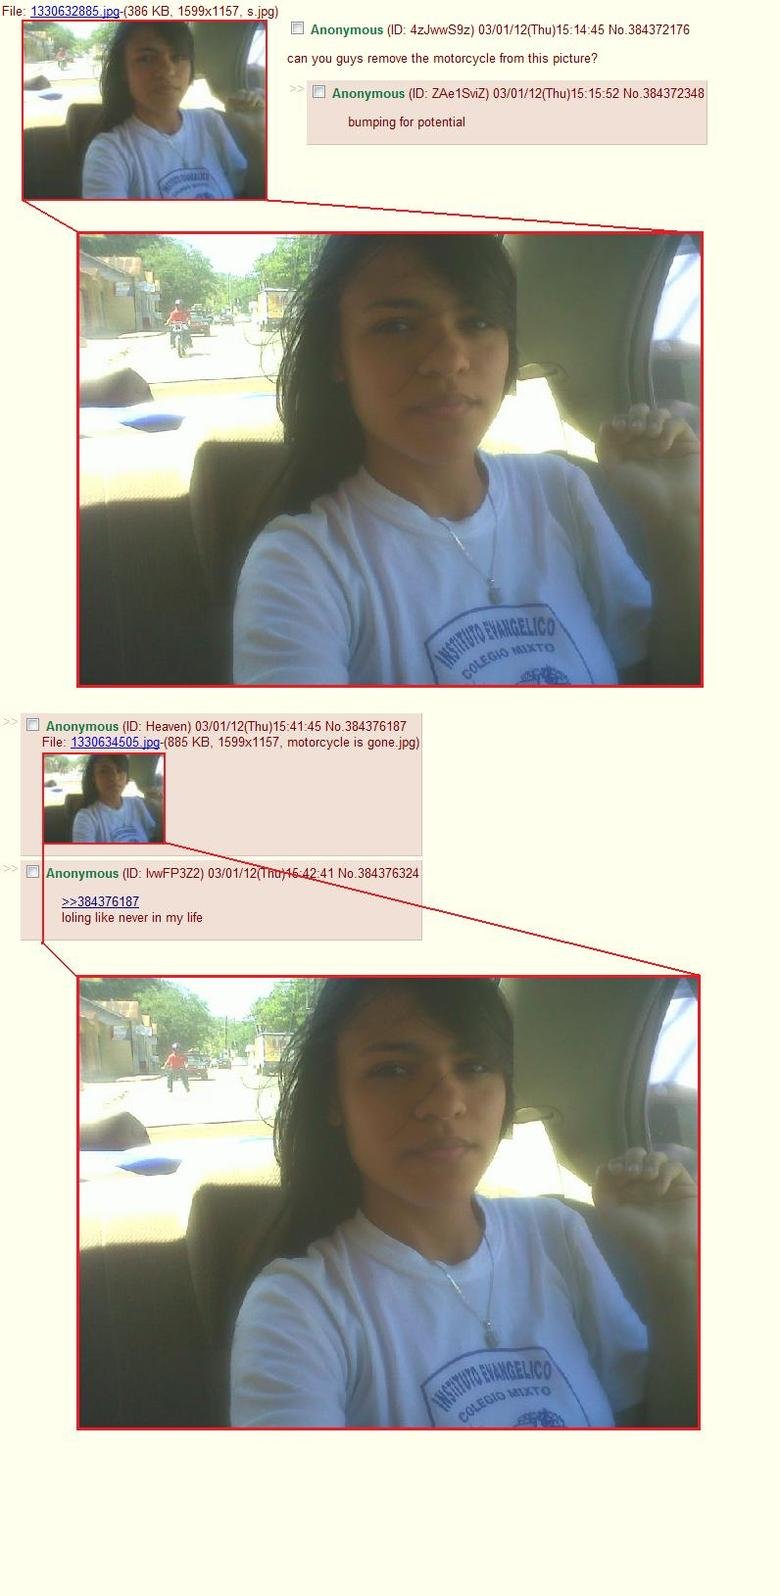 File: 1330632885.jpg-(386 KB, 1599x1157, s.jpg)
Anonymous (ID: 4zJwwS9z) 03/01/12(Thu)15:14:45 No.384372176
can you guys remove the motorcycle from this picture?
>> Anonymous (ID: ZAe1SviZ) 03/01/12(Thu)15:15:52 No.384372348
bumping for potential
INSTITUTO EVANGELICO
COLEGIO MIXTO
>> Anonymous (ID: Heaven) 03/01/12(Thu)15:41:45 No.384376187
File: 1330634505.jpg-(885 KB, 1599x1157, motorcycle is gone.jpg)
>> Anonymous (ID: lvwFP3Z2) 03/01/12(Thu)15:42:41 No.384376324
>>384376187
loling like never in my life
INSTITUTO EVANGELICO
COLEGIO MIXTO